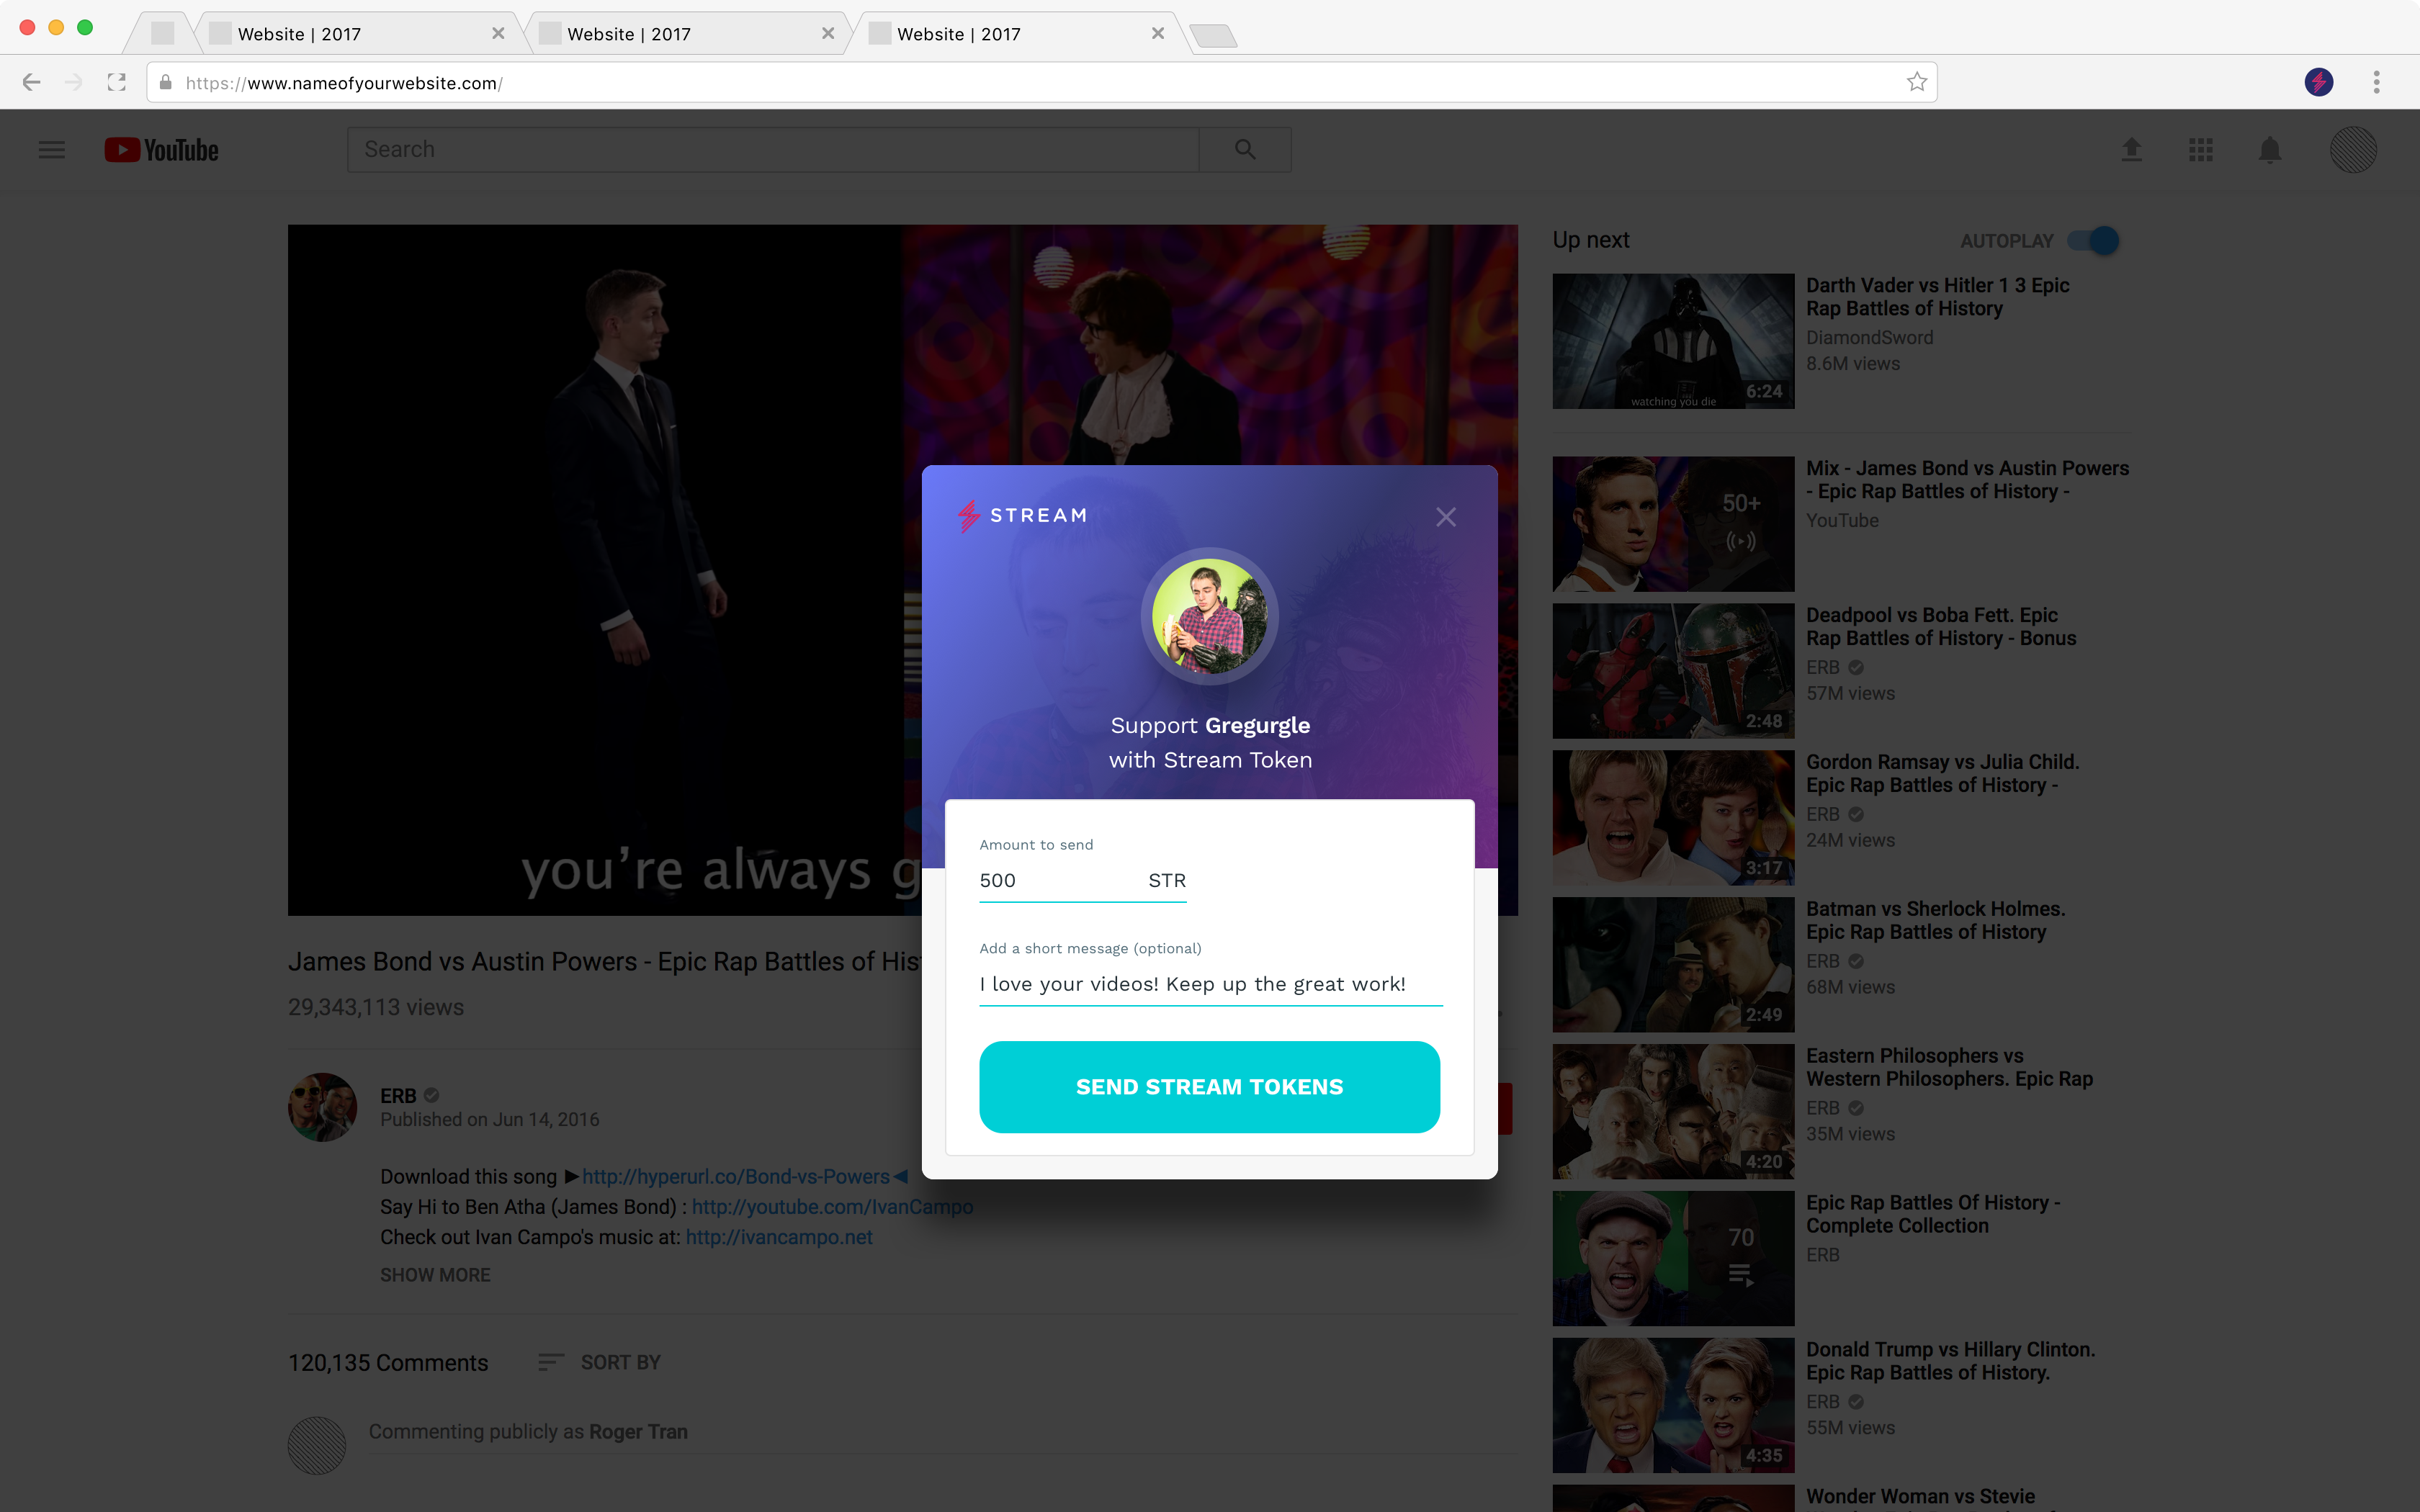 Website | 2017
Website | 2017
Website | 2017
https://www.nameofyourwebsite.com/
YouTube
Search
you're always g
James Bond vs Austin Powers - Epic Rap Battles of His
29,343,113 views
ERB
Published on Jun 14, 2016
Download this song ►http://hyperurl.co/Bond-vs-Powers◄
Say Hi to Ben Atha (James Bond) : http://youtube.com/IvanCampo
Check out Ivan Campo's music at: http://ivancampo.net
SHOW MORE
120,135 Comments
SORT BY
Commenting publicly as Roger Tran
STREAM
Support Gregurgle
with Stream Token
Amount to send
500 STR
Add a short message (optional)
I love your videos! Keep up the great work!
SEND STREAM TOKENS
Up next
AUTOPLAY
watching you die
6:24
Darth Vader vs Hitler 1 3 Epic
Rap Battles of History
DiamondSword
8.6M views
50+
Mix - James Bond vs Austin Powers
- Epic Rap Battles of History -
YouTube
2:48
Deadpool vs Boba Fett. Epic
Rap Battles of History - Bonus
ERB
57M views
3:17
Gordon Ramsay vs Julia Child.
Epic Rap Battles of History -
ERB
24M views
2:49
Batman vs Sherlock Holmes.
Epic Rap Battles of History
ERB
68M views
4:20
Eastern Philosophers vs
Western Philosophers. Epic Rap
ERB
35M views
70
Epic Rap Battles Of History -
Complete Collection
ERB
4:35
Donald Trump vs Hillary Clinton.
Epic Rap Battles of History.
ERB
55M views
Wonder Woman vs Stevie